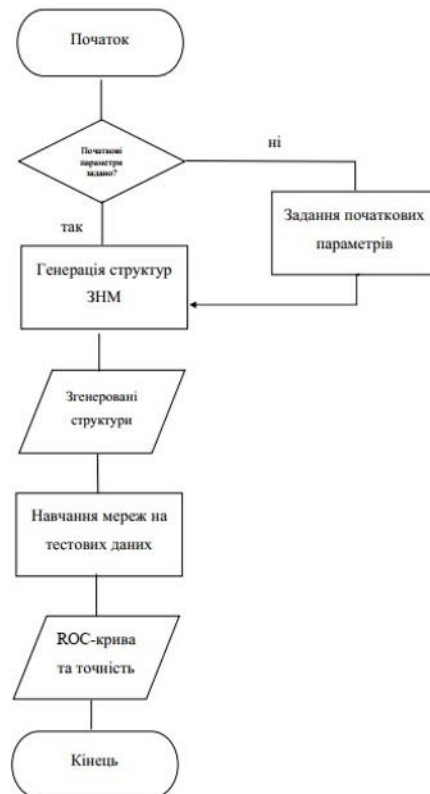 Початок
Початкові
параметри
задано?
ні
так
Задання початкових
параметрів
Генерація структур
ЗНМ
Згенеровані
структури
Навчання мереж на
тестових даних
ROC-крива
та точність
Кінець